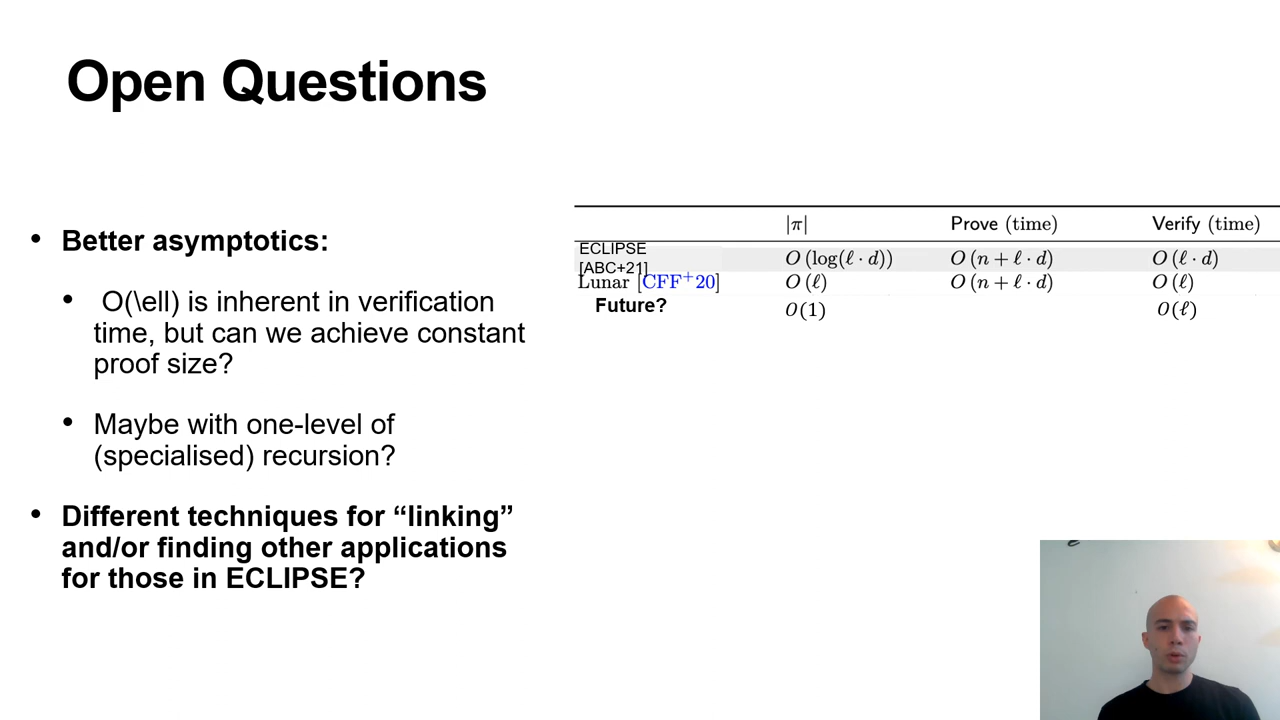 Open Questions
• Better asymptotics:
• O(\ell) is inherent in verification
time, but can we achieve constant
proof size?
• Maybe with one-level of
(specialised) recursion?
• Different techniques for “linking”
and/or finding other applications
for those in ECLIPSE?
|π| Prove (time) Verify (time)
ECLIPSE
[ABC+21] O (log(ℓ · d)) O (n + ℓ · d) O (ℓ · d)
Lunar [CFF⁺20] O (ℓ) O (n + ℓ · d) O (ℓ)
Future? O(1) O(ℓ)